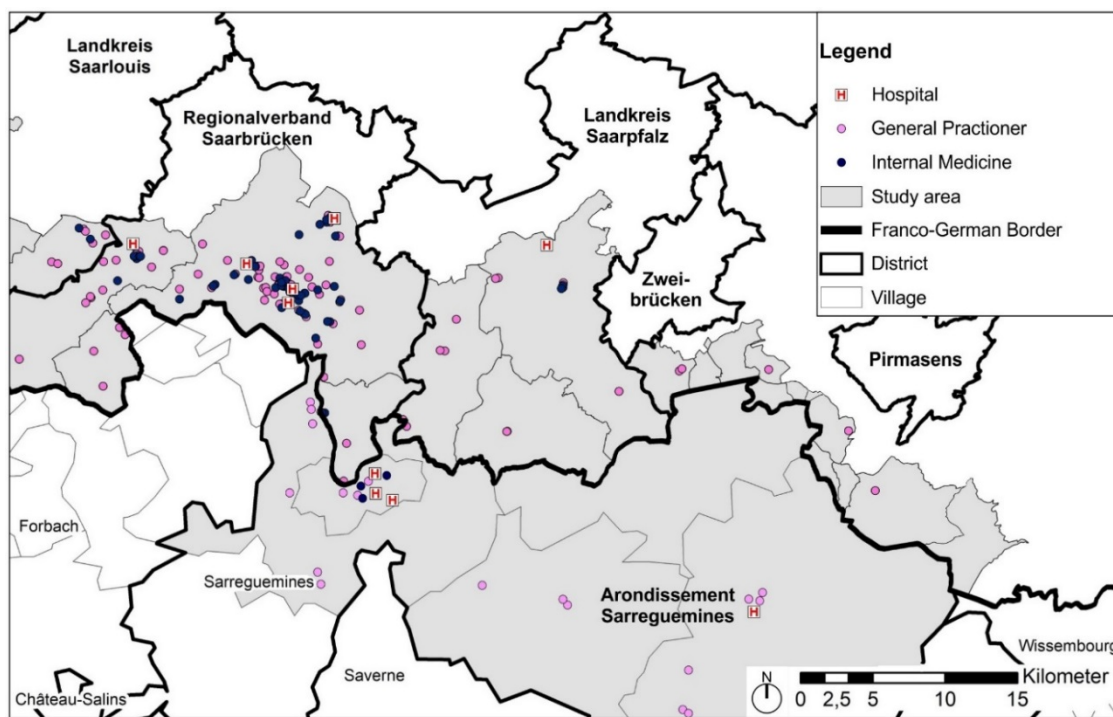 Landkreis
Saarlouis
Regionalverband
Saarbrücken
Landkreis
Saarpfalz
Zwei-
brücken
Pirmasens
Legend
H Hospital
General Practioner
Internal Medicine
Study area
Franco-German Border
District
Village
H
H
H
H
H
H
H
H
H
H
Forbach
Sarreguemines
Arondissement
Sarreguemines
Saverne
Château-Salins
Wissembourg
N
Kilometer
0 2,5 5 10 15